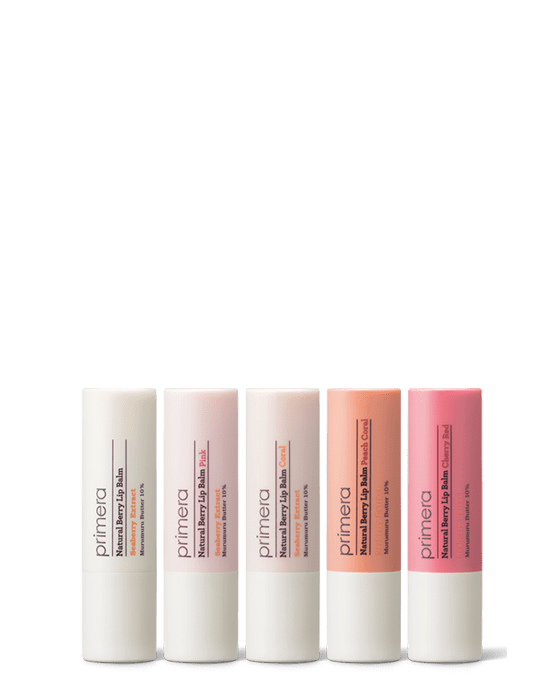 primera
Natural Berry Lip Balm
Seaberry Extract
Murumuru Butter 10%
primera
Natural Berry Lip Balm Pink
Seaberry Extract
Murumuru Butter 10%
primera
Natural Berry Lip Balm Coral
Seaberry Extract
Murumuru Butter 10%
primera
Natural Berry Lip Balm Peach Coral
Murumuru Butter 10%
primera
Natural Berry Lip Balm Cherry Red
Murumuru Butter 10%